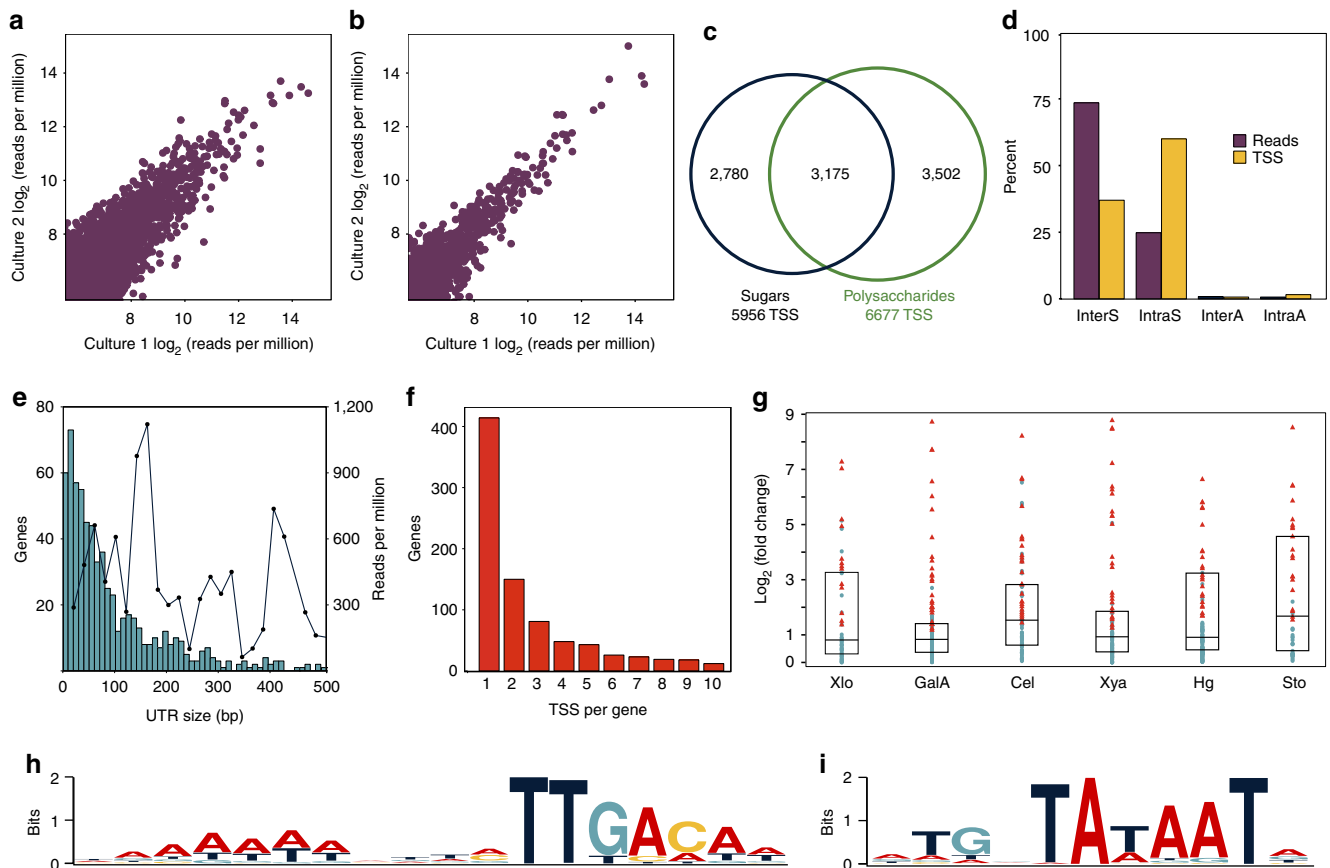 a
Culture 2 log2 (reads per million)
14
12
10
8
8
10
12
14
Culture 1 log2 (reads per million)
b
Culture 2 log2 (reads per million)
14
12
10
8
8
10
12
14
Culture 1 log2 (reads per million)
c
2,780
3,175
3,502
Sugars
5956 TSS
Polysaccharides
6677 TSS
d
Percent
100
75
50
25
0
Reads
TSS
InterS
IntraS
InterA
IntraA
e
Genes
80
60
40
20
1,200
900
600
300
Reads per million
0
100
200
300
400
500
UTR size (bp)
f
Genes
400
300
200
100
0
1
2
3
4
5
6
7
8
9
10
TSS per gene
g
Log2 (fold change)
9
7
5
3
1
0
Xlo
GalA
Cel
Xya
Hg
Sto
h
Bits
2
1
0
TTGACA
i
Bits
2
1
0
TG
TATAAT